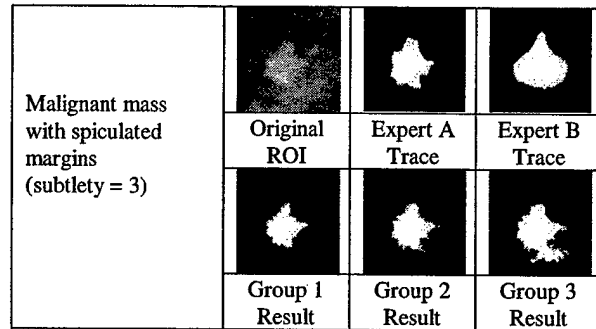 Malignant mass
with spiculated
margins
(subtlety = 3)
Original
ROI
Expert A
Trace
Expert B
Trace
Group 1
Result
Group 2
Result
Group 3
Result